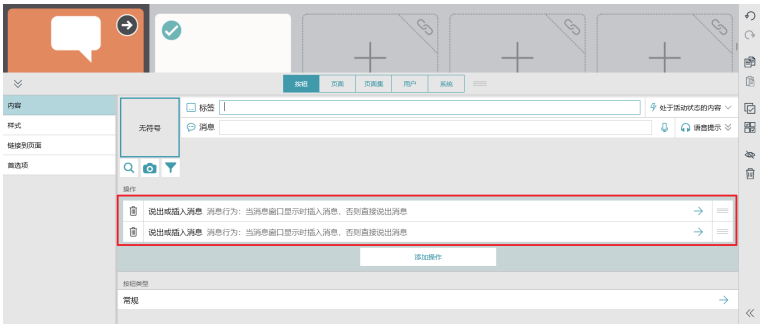 按钮 页面 页面集 用户 系统
内容
样式
链接到页面
首选项
无符号
标签
处于活动状态的内容
消息
语音提示
操作
说出或插入消息 消息行为：当消息窗口显示时插入消息，否则直接说出消息
说出或插入消息 消息行为：当消息窗口显示时插入消息，否则直接说出消息
添加操作
按钮类型
常规